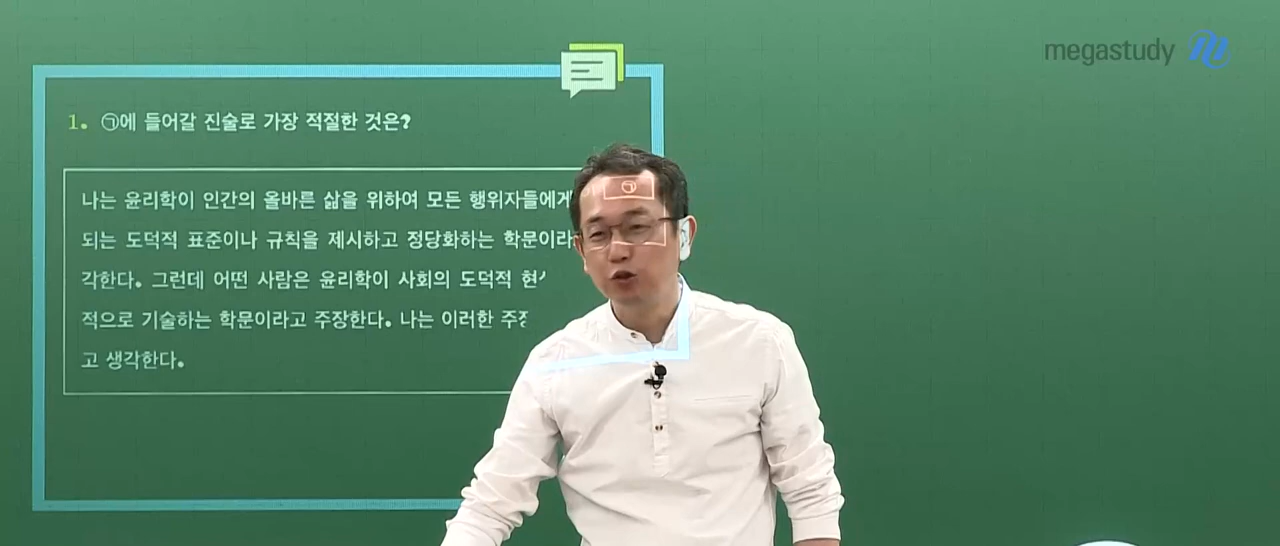 megastudy
1. ㉠에 들어갈 진술로 가장 적절한 것은?
나는 윤리학이 인간의 올바른 삶을 위하여 모든 행위자들에게
되는 도덕적 표준이나 규칙을 제시하고 정당화하는 학문이라
각한다. 그런데 어떤 사람은 윤리학이 사회의 도덕적
적으로 기술하는 학문이라고 주장한다. 나는 이러한
고 생각한다.
㉠